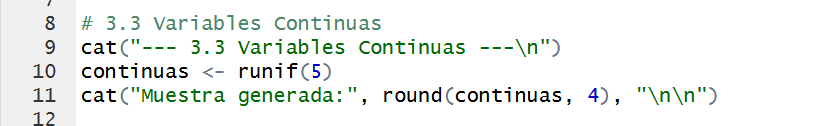 8 # 3.3 Variables Continuas
9 cat("--- 3.3 Variables Continuas ---\n")
10 continuas <- runif(5)
11 cat("Muestra generada:", round(continuas, 4), "\n\n")
12